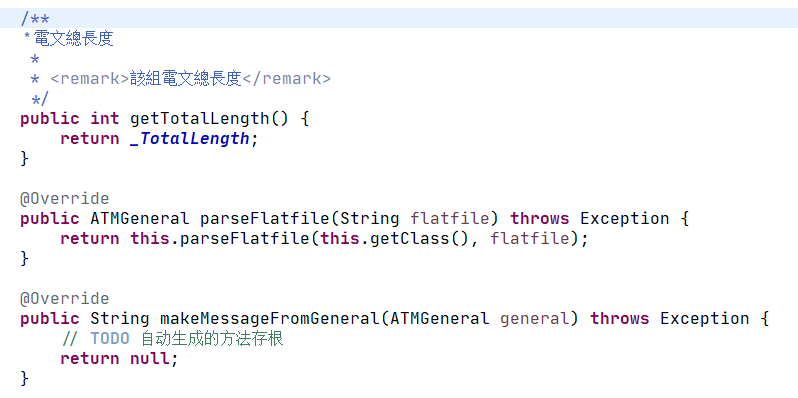 /**
* 電文總長度
*
* <remark>該組電文總長度</remark>
*/
public int getTotalLength() {
return _TotalLength;
}
@Override
public ATMGeneral parseFlatfile(String flatfile) throws Exception {
return this.parseFlatfile(this.getClass(), flatfile);
}
@Override
public String makeMessageFromGeneral(ATMGeneral general) throws Exception {
// TODO 自动生成的方法存根
return null;
}